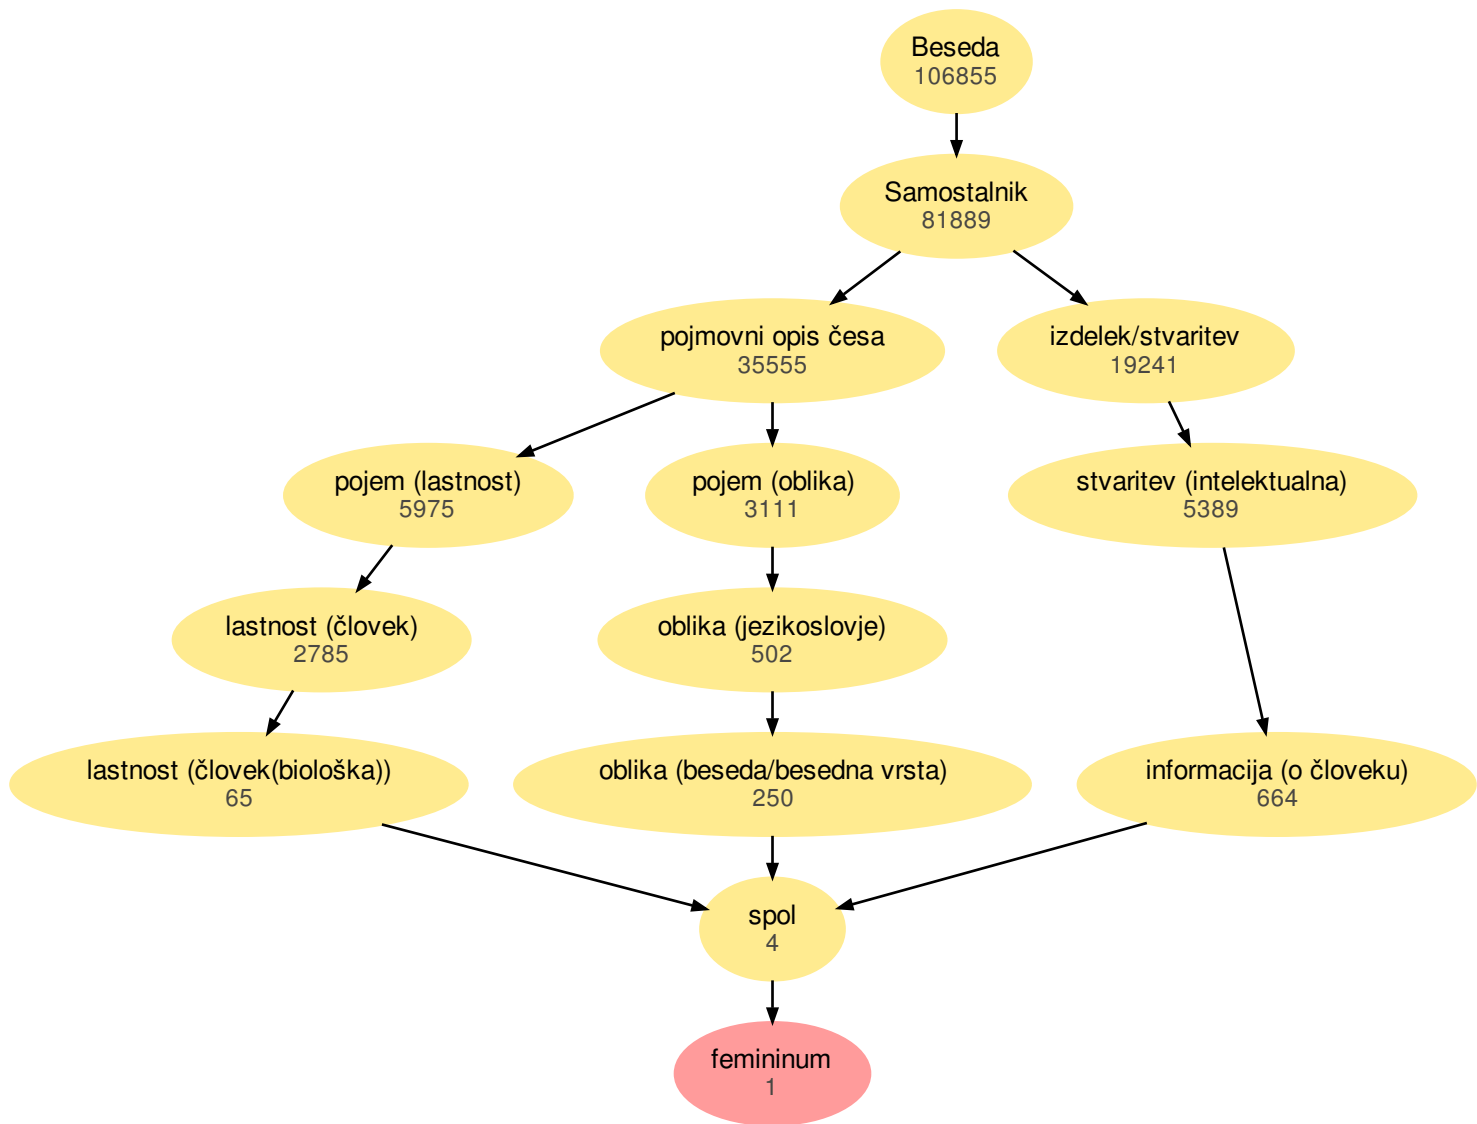 Beseda
106855
Samostalnik
81889
pojmovni opis česa
35555
izdelek/stvaritev
19241
pojem (lastnost)
5975
pojem (oblika)
3111
stvaritev (intelektualna)
5389
lastnost (človek)
2785
oblika (jezikoslovje)
502
lastnost (človek(biološka))
65
oblika (beseda/besedna vrsta)
250
informacija (o človeku)
664
spol
4
femininum
1